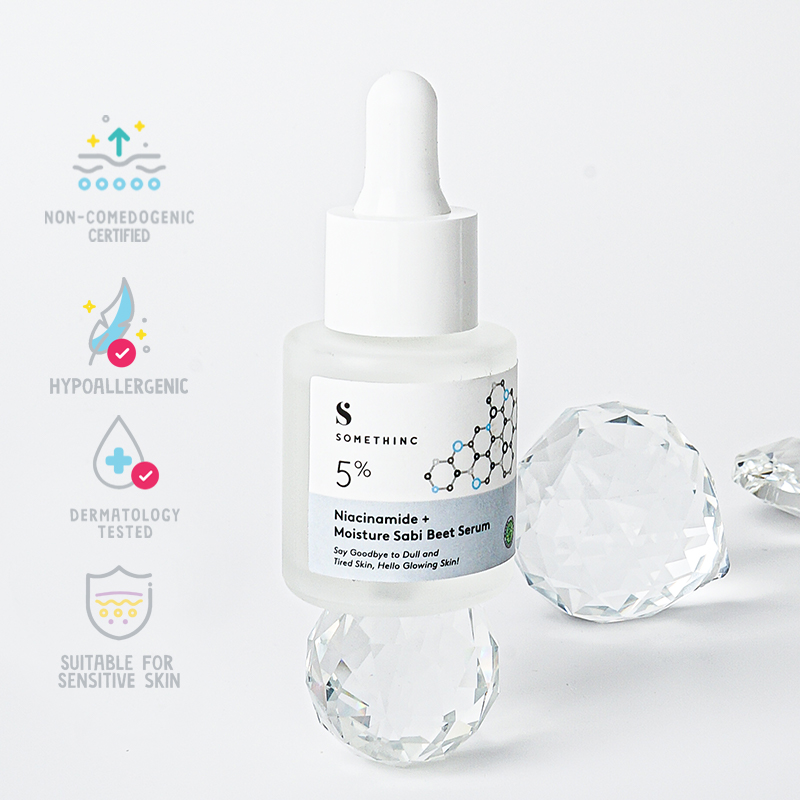 NON-COMEDOGENIC
CERTIFIED
HYPOALLERGENIC
DERMATOLOGY
TESTED
SUITABLE FOR
SENSITIVE SKIN
S
SOMETHINC
5%
Niacinamide +
Moisture Sabi Beet Serum
Say Goodbye to Dull and
Tired Skin, Hello Glowing Skin!